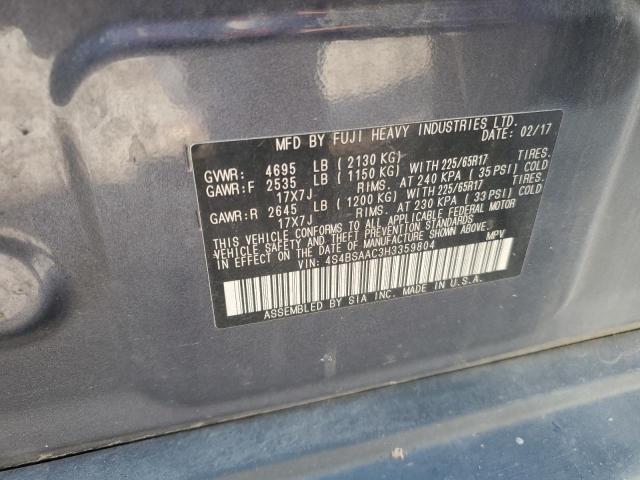 MFD BY FUJI HEAVY INDUSTRIES LTD.
DATE: 02/17
GVWR: 4695 LB ( 2130 KG)
GAWR:F 2535 LB ( 1150 KG) WITH 225/65R17 TIRES.
17X7J RIMS. AT 240 KPA ( 35 PSI) COLD
GAWR:R 2645 LB ( 1200 KG) WITH 225/65R17 TIRES.
17X7J RIMS. AT 230 KPA ( 33 PSI) COLD
THIS VEHICLE CONFORMS TO ALL APPLICABLE FEDERAL MOTOR
VEHICLE SAFETY AND THEFT PREVENTION STANDARDS
IN EFFECT ON THE DATE OF MANUFACTURE SHOWN ABOVE.
VIN: 4S4BSAAC3H3359804 MPV
ASSEMBLED BY SIA INC. MADE IN U.S.A.